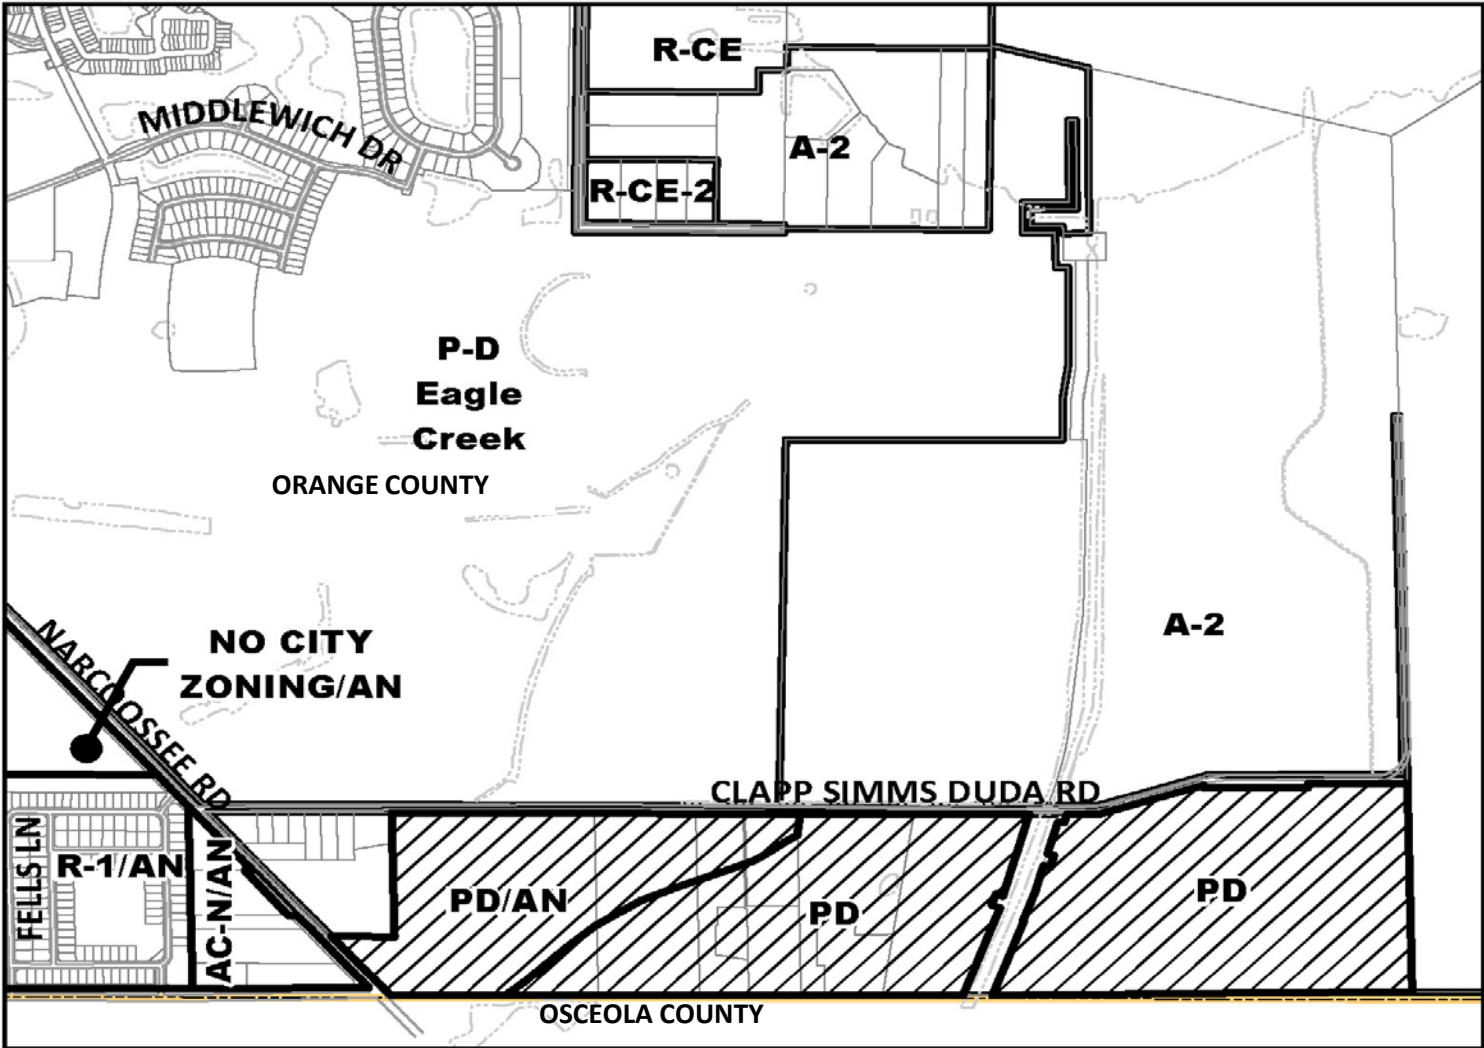 R-CE
MIDDLEWICH DR
A-2
R-CE-2
P-D
Eagle
Creek
ORANGE COUNTY
NO CITY
ZONING/AN
NARCOOSSEE RD
A-2
CLAPP SIMMS DUDA RD
FELLS LN
R-1/AN
AC-N/AN
PD/AN
PD
PD
OSCEOLA COUNTY